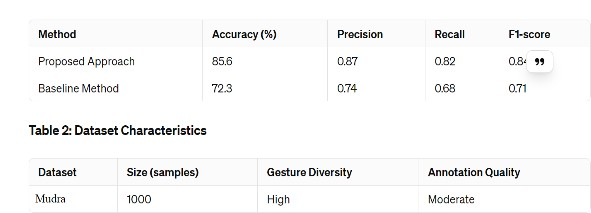 Method Accuracy (%) Precision Recall F1-score
Proposed Approach 85.6 0.87 0.82 0.84
Baseline Method 72.3 0.74 0.68 0.71
Table 2: Dataset Characteristics
Dataset Size (samples) Gesture Diversity Annotation Quality
Mudra 1000 High Moderate